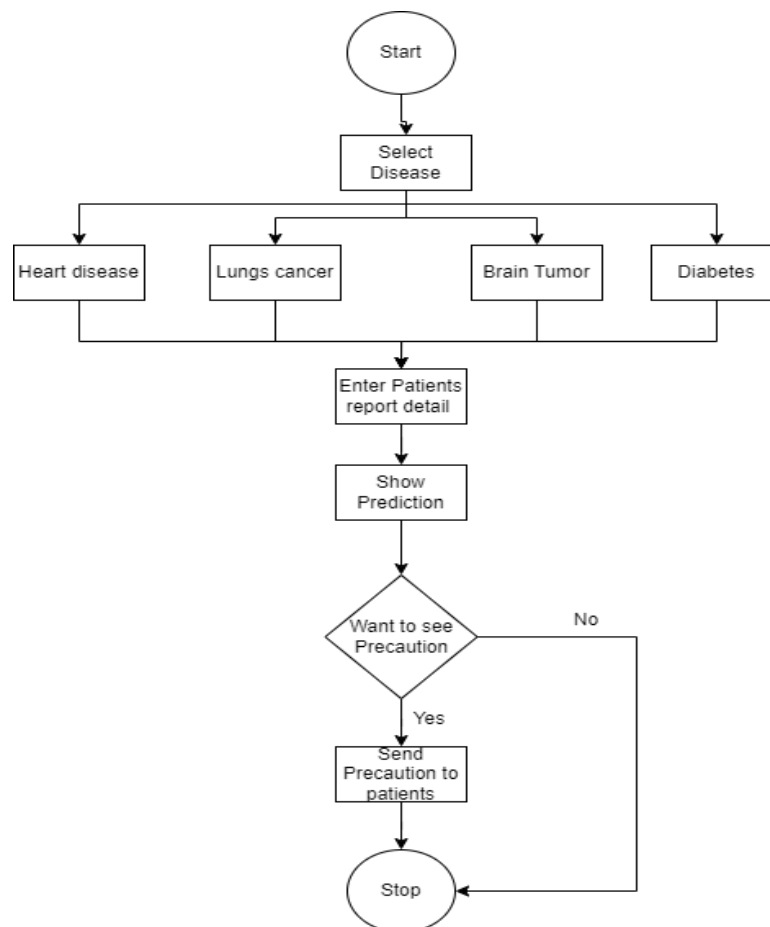 Start
Select
Disease
Heart disease
Lungs cancer
Brain Tumor
Diabetes
Enter Patients
report detail
Show
Prediction
Want to see
Precaution
No
Yes
Send
Precaution to
patients
Stop